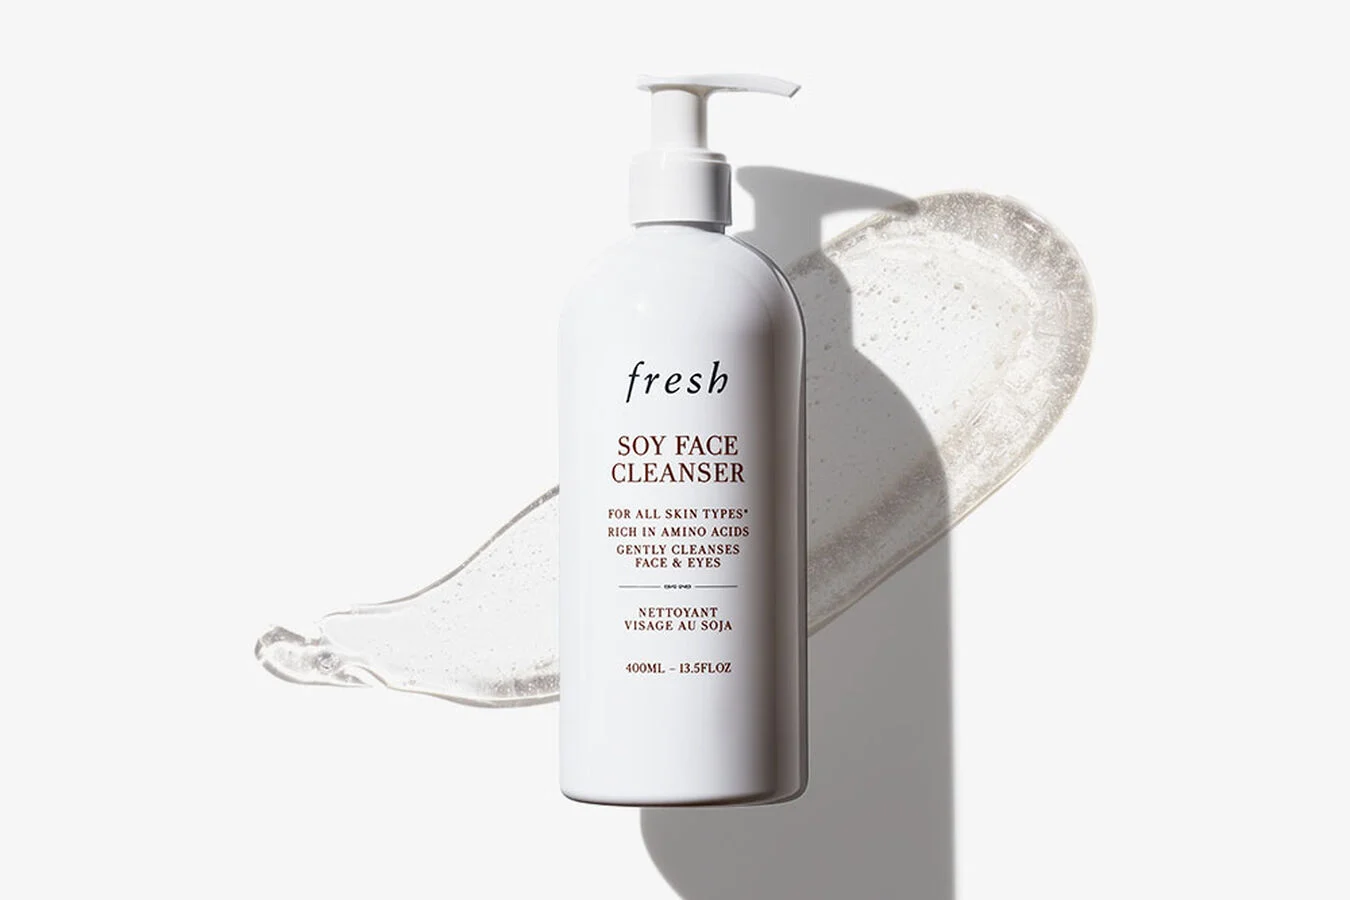 fresh
SOY FACE
CLEANSER
FOR ALL SKIN TYPES*
RICH IN AMINO ACIDS
GENTLY CLEANSES
FACE & EYES
NETTOYANT
VISAGE AU SOJA
400ML – 13.5FLOZ